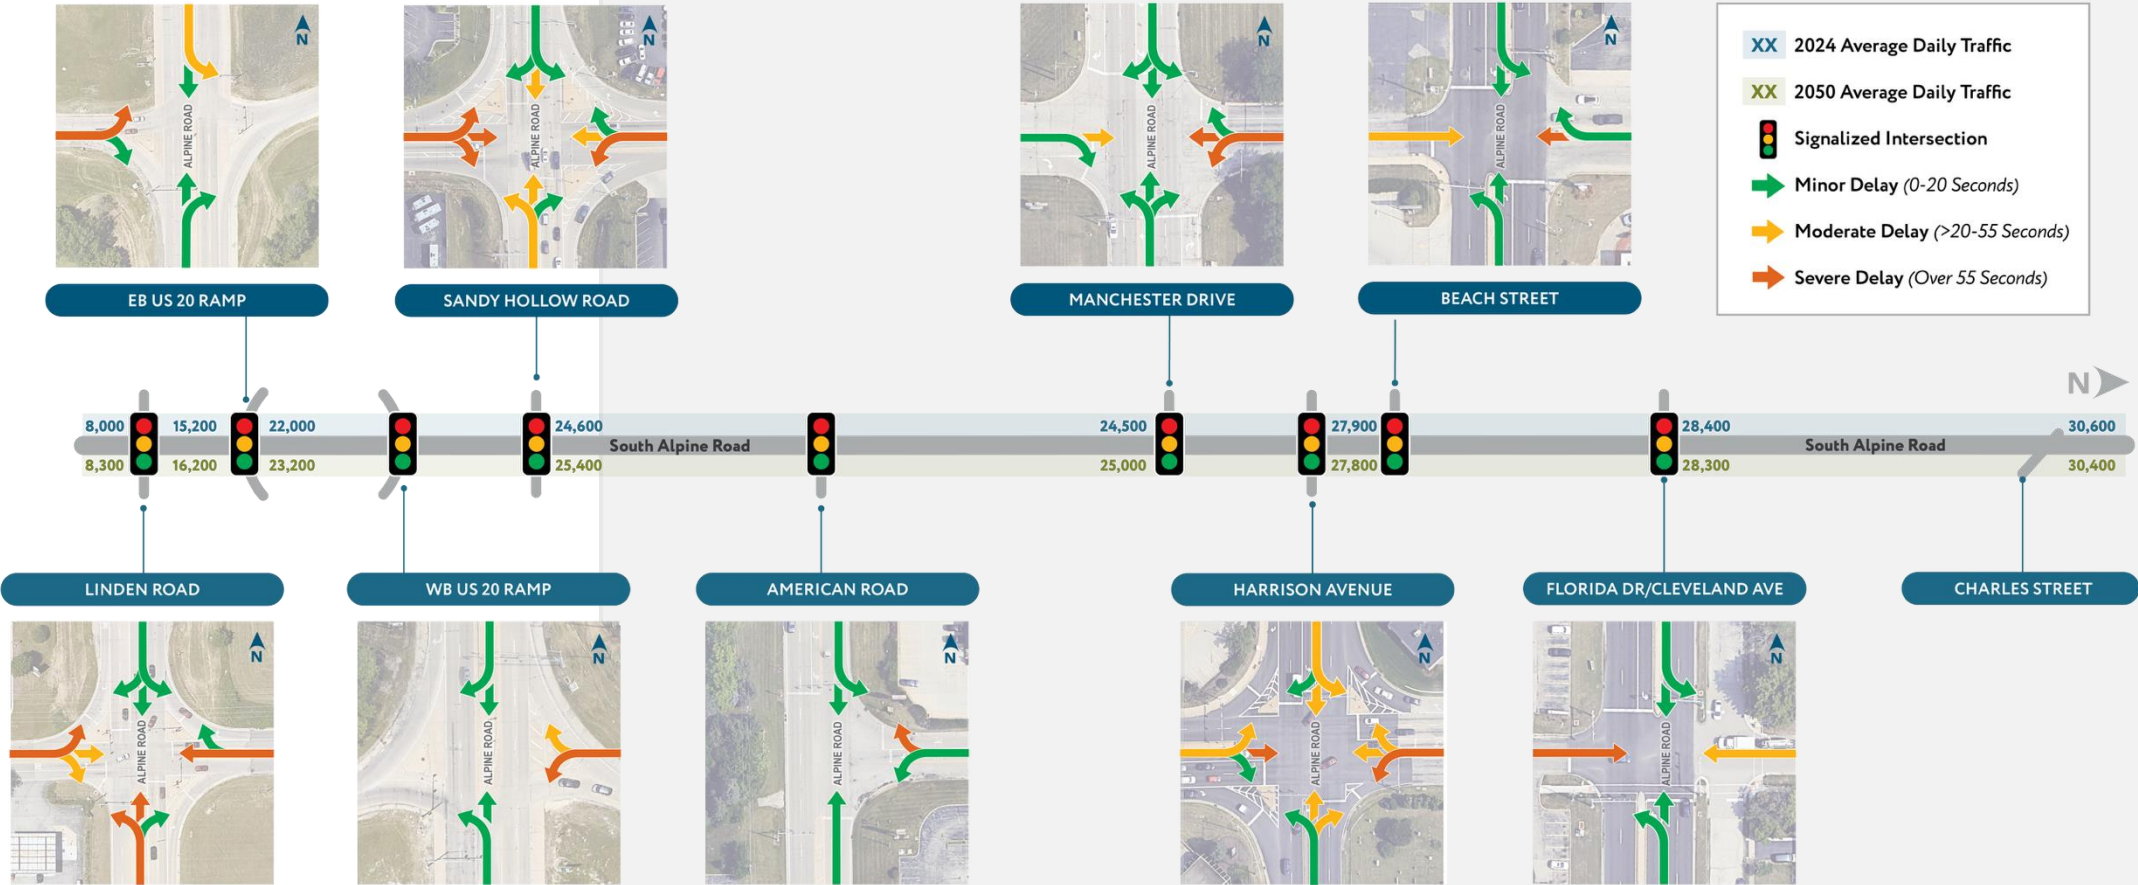 N
ALPINE ROAD
N
ALPINE ROAD
N
ALPINE ROAD
N
ALPINE ROAD
XX 2024 Average Daily Traffic
XX 2050 Average Daily Traffic
Signalized Intersection
Minor Delay (0-20 Seconds)
Moderate Delay (>20-55 Seconds)
Severe Delay (Over 55 Seconds)
EB US 20 RAMP
SANDY HOLLOW ROAD
MANCHESTER DRIVE
BEACH STREET
N
8,000 15,200 22,000 24,600 24,500 27,900 28,400 30,600
South Alpine Road South Alpine Road
8,300 16,200 23,200 25,400 25,000 27,800 28,300 30,400
LINDEN ROAD
WB US 20 RAMP
AMERICAN ROAD
HARRISON AVENUE
FLORIDA DR/CLEVELAND AVE
CHARLES STREET
N
ALPINE ROAD
N
ALPINE ROAD
N
ALPINE ROAD
N
ALPINE ROAD
N
ALPINE ROAD